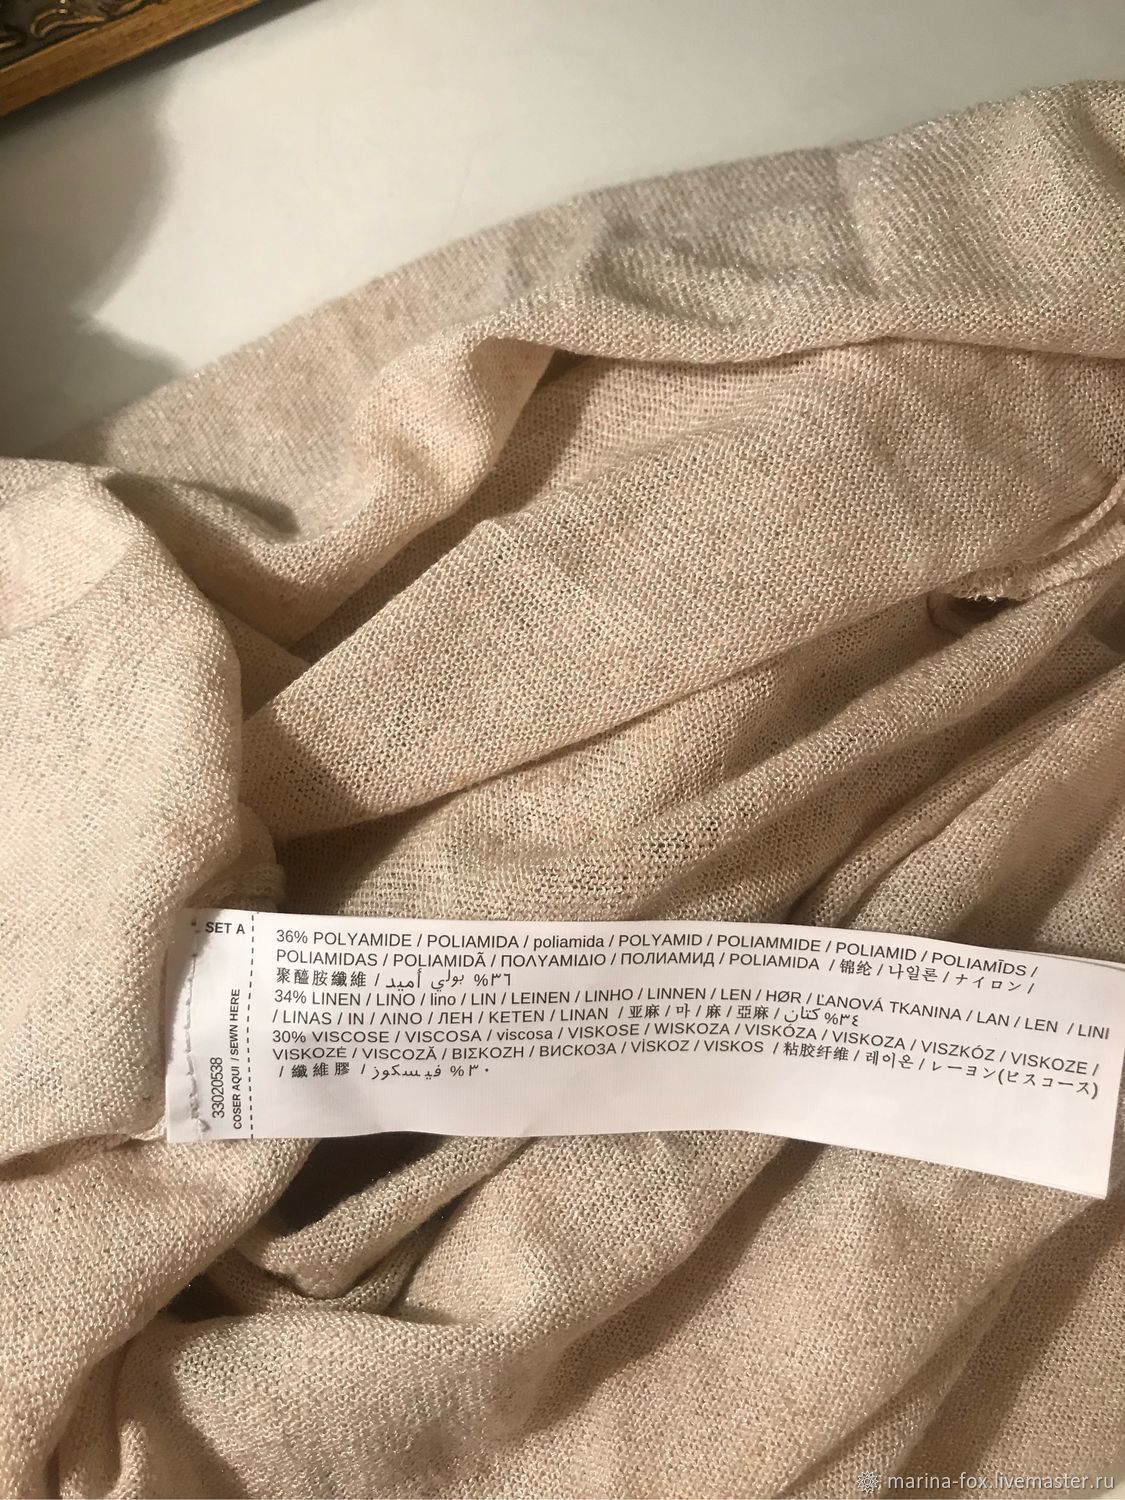 SET A
33020538
COSER AQUI / SEWN HERE
36% POLYAMIDE / POLIAMIDA / poliamida / POLYAMID / POLIAMMIDE / POLIAMID / POLIAMĪDS /
POLIAMIDAS / POLIAMIDĂ / ΠΟΛΥΑΜΙΔΙΟ / ПОЛИАМИД / POLIAMIDA / 锦纶 / 나일론 / ナイロン /
聚醯胺纖維 / بولي أميد %٣٦
34% LINEN / LINO / lino / LIN / LEINEN / LINHO / LINNEN / LEN / HØR / ĽANOVÁ TKANINA / LAN / LEN / LINI
/ LINAS / IN / ΛΙΝΟ / ЛЕН / KETEN / LINAN / 亚麻 / 마 / 麻 / 亞麻 / كتان %٣٤
30% VISCOSE / VISCOSA / viscosa / VISKOSE / WISKOZA / VISKÓZA / VISKOZA / VISZKÓZ / VISKOZE /
VISKOZĖ / VISCOZĂ / ΒΙΣΚΟΖΗ / ВИСКОЗА / VİSKOZ / VISKOS / 粘胶纤维 / 레이온 / レーヨン(ビスコース)
/ 纖維膠 / فيسكوز %٣٠
marina-fox.livemaster.ru